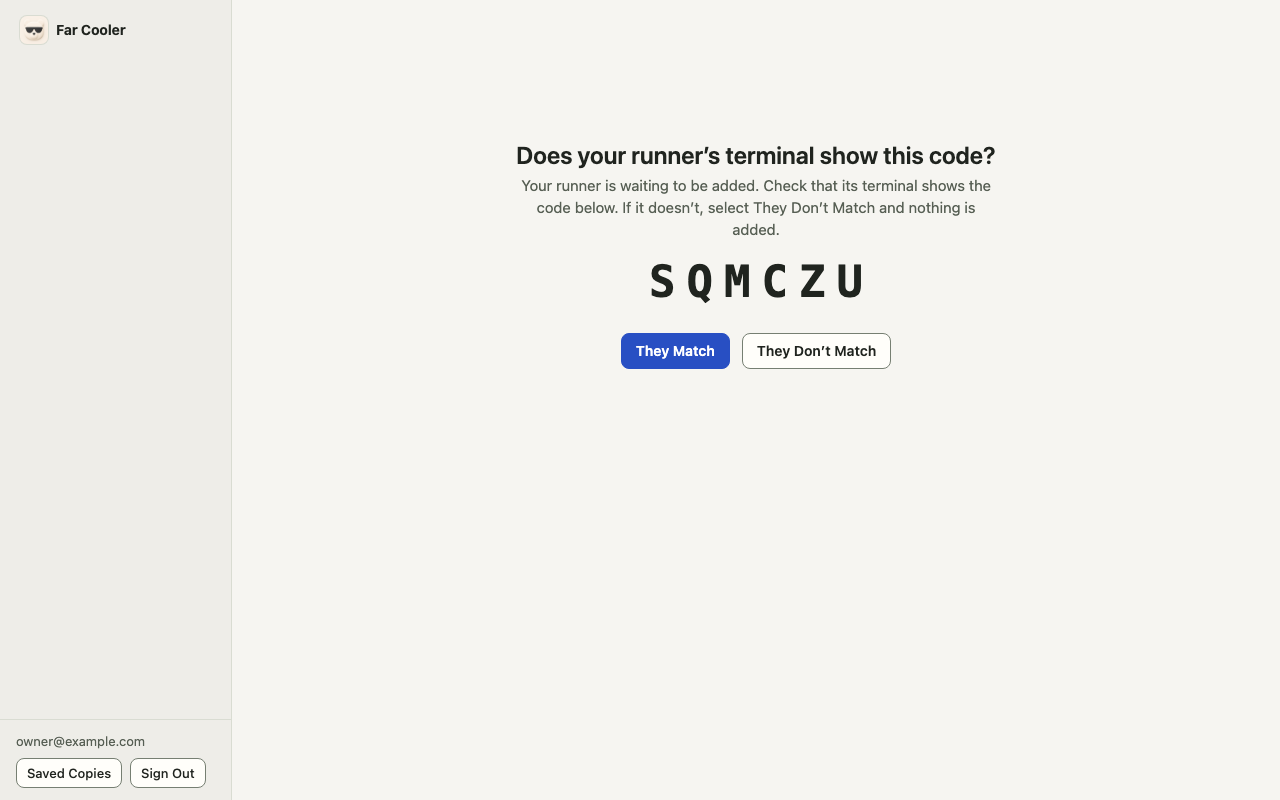 Far Cooler
Does your runner’s terminal show this code?
Your runner is waiting to be added. Check that its terminal shows the
code below. If it doesn’t, select They Don’t Match and nothing is
added.
SQMCZU
They Match
They Don’t Match
owner@example.com
Saved Copies
Sign Out